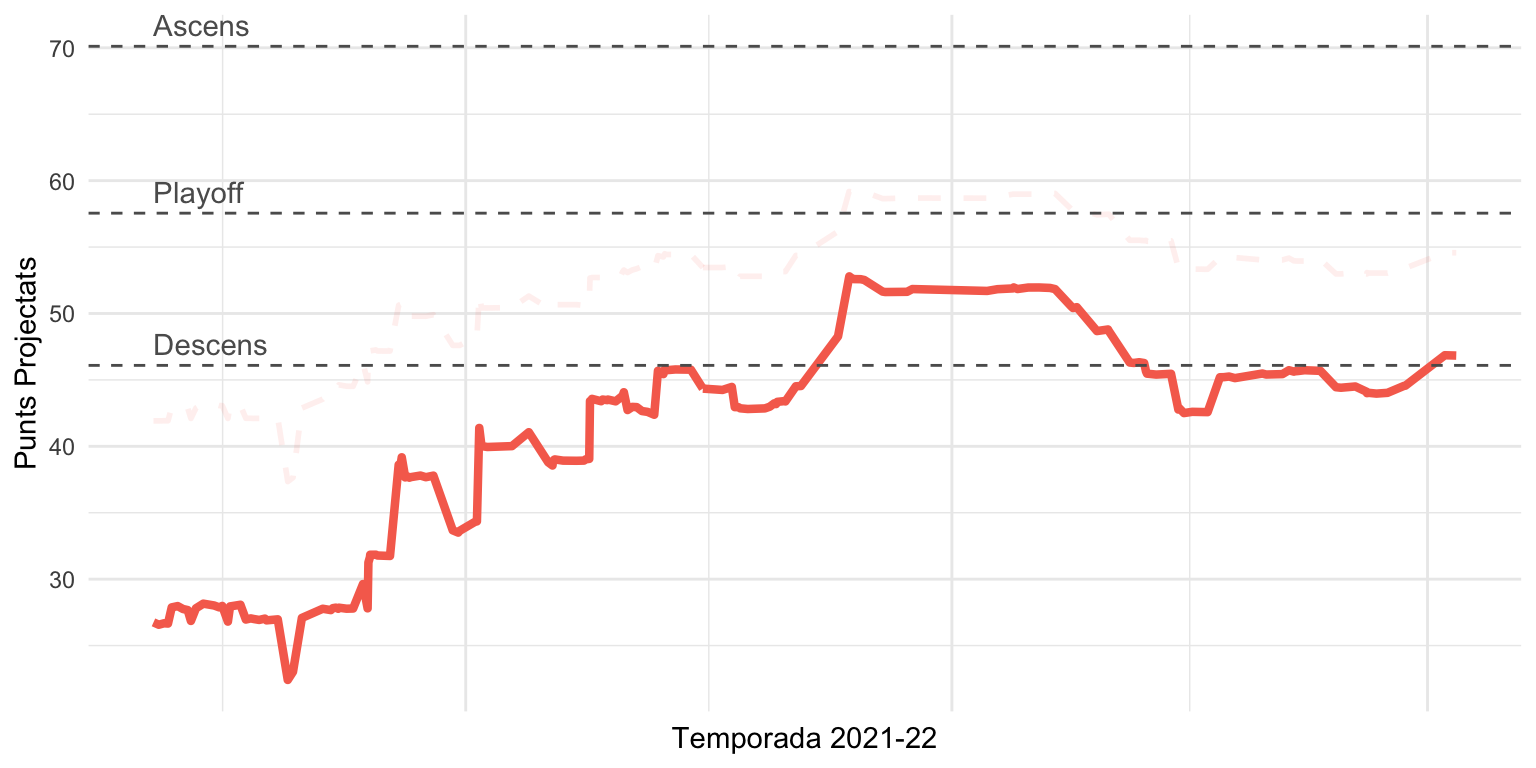 Ascens
70
60
Playoff
50
Descens
40
30
Punts Projectats
Temporada 2021-22